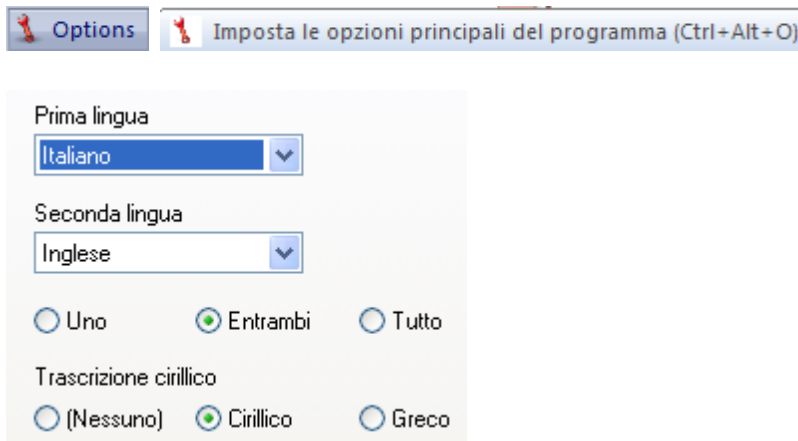 Options Imposta le opzioni principali del programma (Ctrl+Alt+O)
Prima lingua
Italiano
Seconda lingua
Inglese
Uno Entrambi Tutto
Trascrizione cirillico
(Nessuno) Cirillico Greco